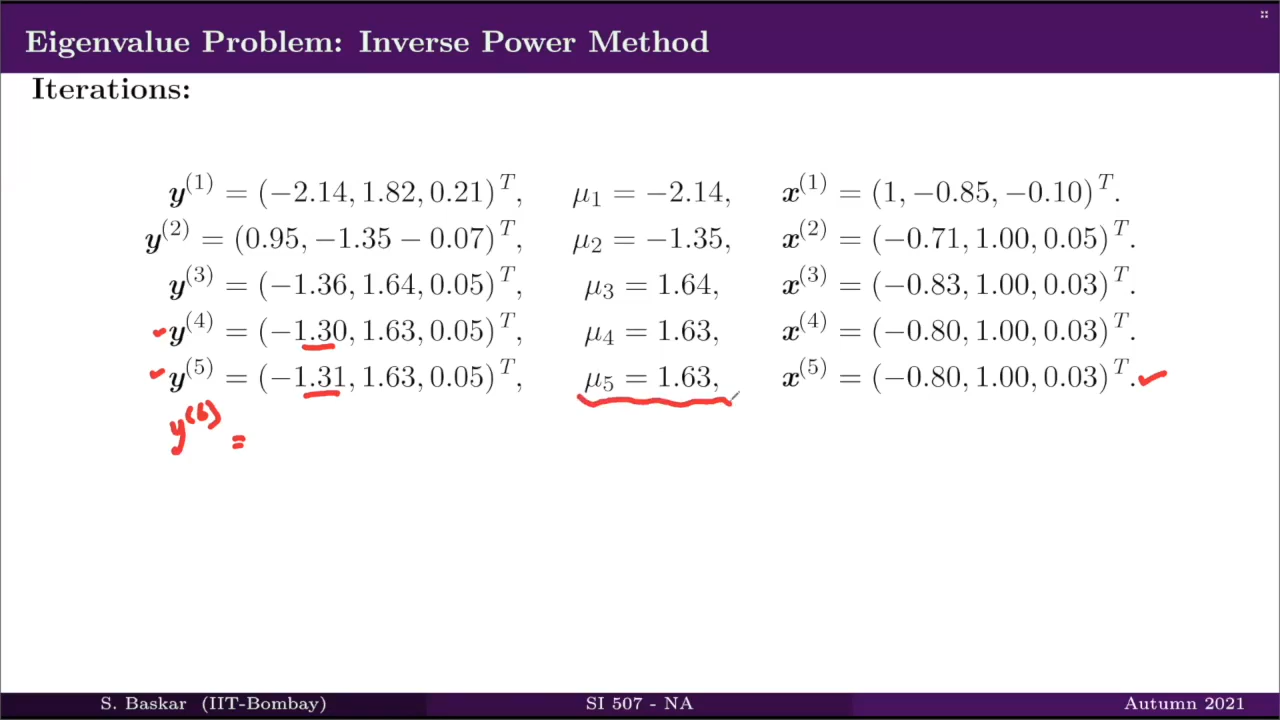 Eigenvalue Problem: Inverse Power Method
Iterations:
y^(1) = (−2.14, 1.82, 0.21)^T, μ₁ = −2.14, x^(1) = (1, −0.85, −0.10)^T.
y^(2) = (0.95, −1.35 − 0.07)^T, μ₂ = −1.35, x^(2) = (−0.71, 1.00, 0.05)^T.
y^(3) = (−1.36, 1.64, 0.05)^T, μ₃ = 1.64, x^(3) = (−0.83, 1.00, 0.03)^T.
y^(4) = (−1.30, 1.63, 0.05)^T, μ₄ = 1.63, x^(4) = (−0.80, 1.00, 0.03)^T.
y^(5) = (−1.31, 1.63, 0.05)^T, μ₅ = 1.63, x^(5) = (−0.80, 1.00, 0.03)^T.
y^(6) =
S. Baskar (IIT-Bombay) SI 507 - NA Autumn 2021